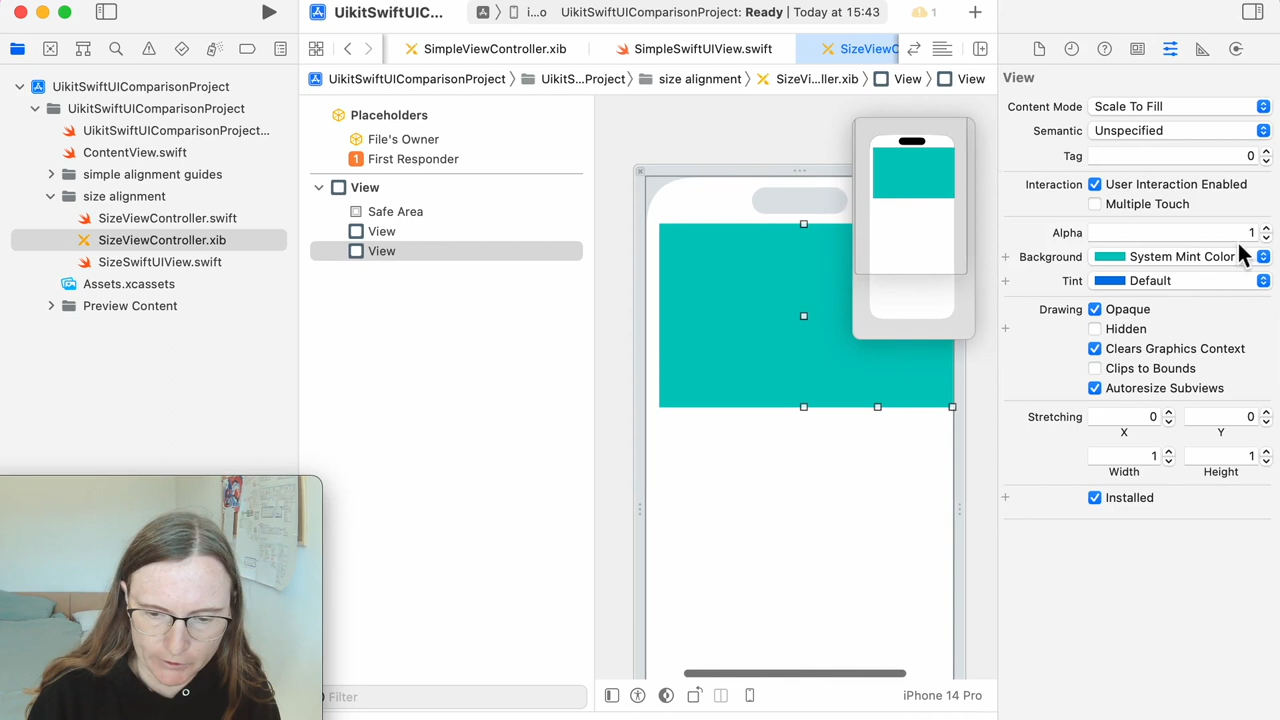 UikitSwiftUIC...
i...o
UikitSwiftUIComparisonProject: Ready | Today at 15:43
1
SimpleViewController.xib
SimpleSwiftUIView.swift
SizeViewC
UikitSwiftUIComparisonProject
UikitS...Project
size alignment
SizeVi...ller.xib
View
View
UikitSwiftUIComparisonProject
UikitSwiftUIComparisonProject
UikitSwiftUIComparisonProject...
ContentView.swift
simple alignment guides
size alignment
SizeViewController.swift
SizeViewController.xib
SizeSwiftUIView.swift
Assets.xcassets
Preview Content
Placeholders
File's Owner
1 First Responder
View
Safe Area
View
View
Filter
iPhone 14 Pro
View
Content Mode Scale To Fill
Semantic Unspecified
Tag 0
Interaction User Interaction Enabled
Multiple Touch
Alpha 1
Background System Mint Color
Tint Default
Drawing Opaque
Hidden
Clears Graphics Context
Clips to Bounds
Autoresize Subviews
Stretching 0 0
X Y
1 1
Width Height
Installed